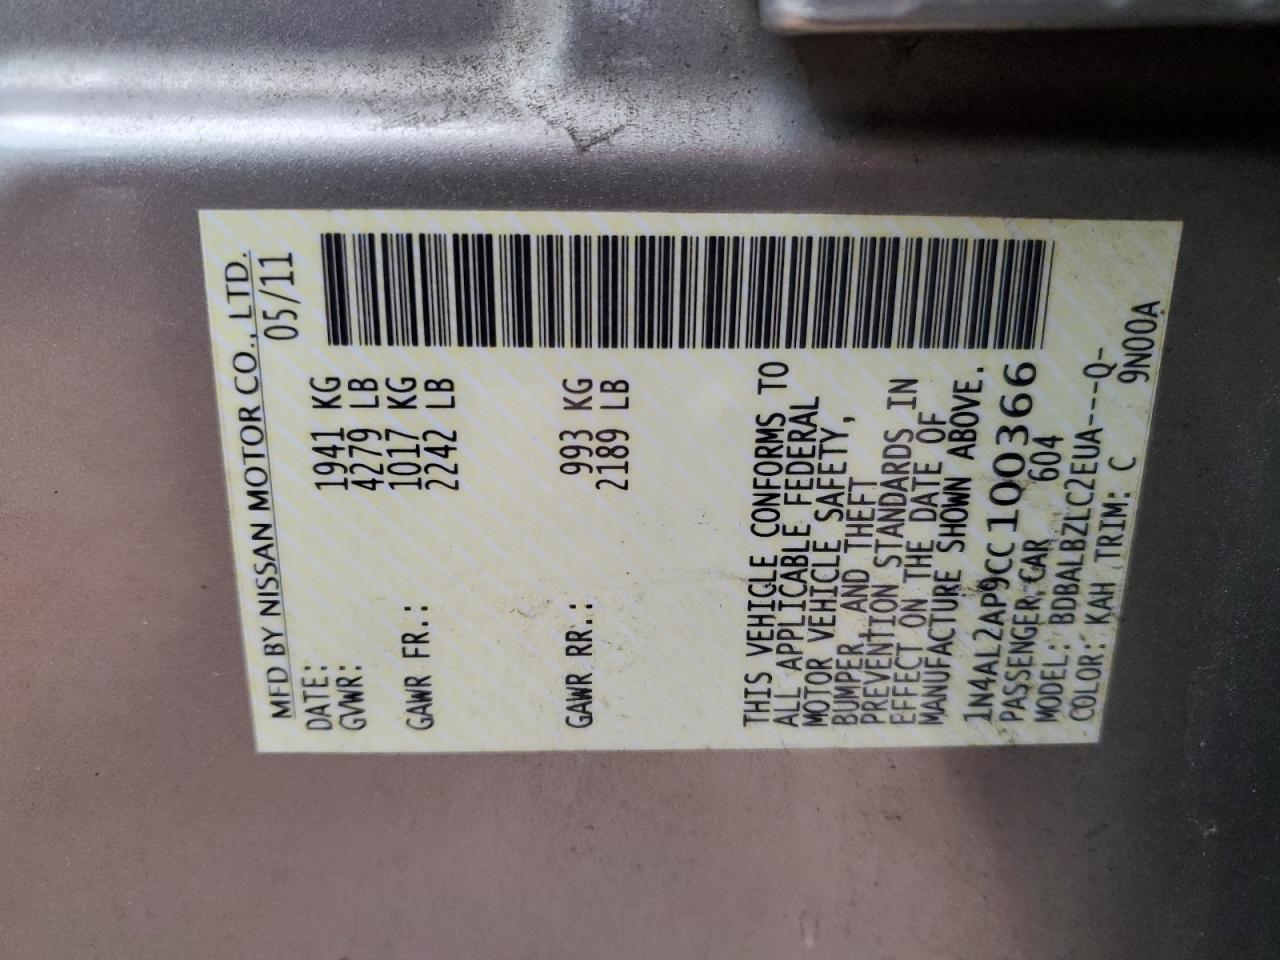 MFD BY NISSAN MOTOR CO., LTD.
DATE: 05/11
GVWR: 1941 KG
4279 LB
GAWR FR.: 1017 KG
2242 LB
GAWR RR.: 993 KG
2189 LB
THIS VEHICLE CONFORMS TO
ALL APPLICABLE FEDERAL
MOTOR VEHICLE SAFETY,
BUMPER, AND THEFT
PREVENTION STANDARDS IN
EFFECT ON THE DATE OF
MANUFACTURE SHOWN ABOVE.
1N4AL2AP9CC100366
PASSENGER CAR 604
MODEL: BDBALBZLC2EUA---Q-
COLOR: KAH TRIM: C 9N00A